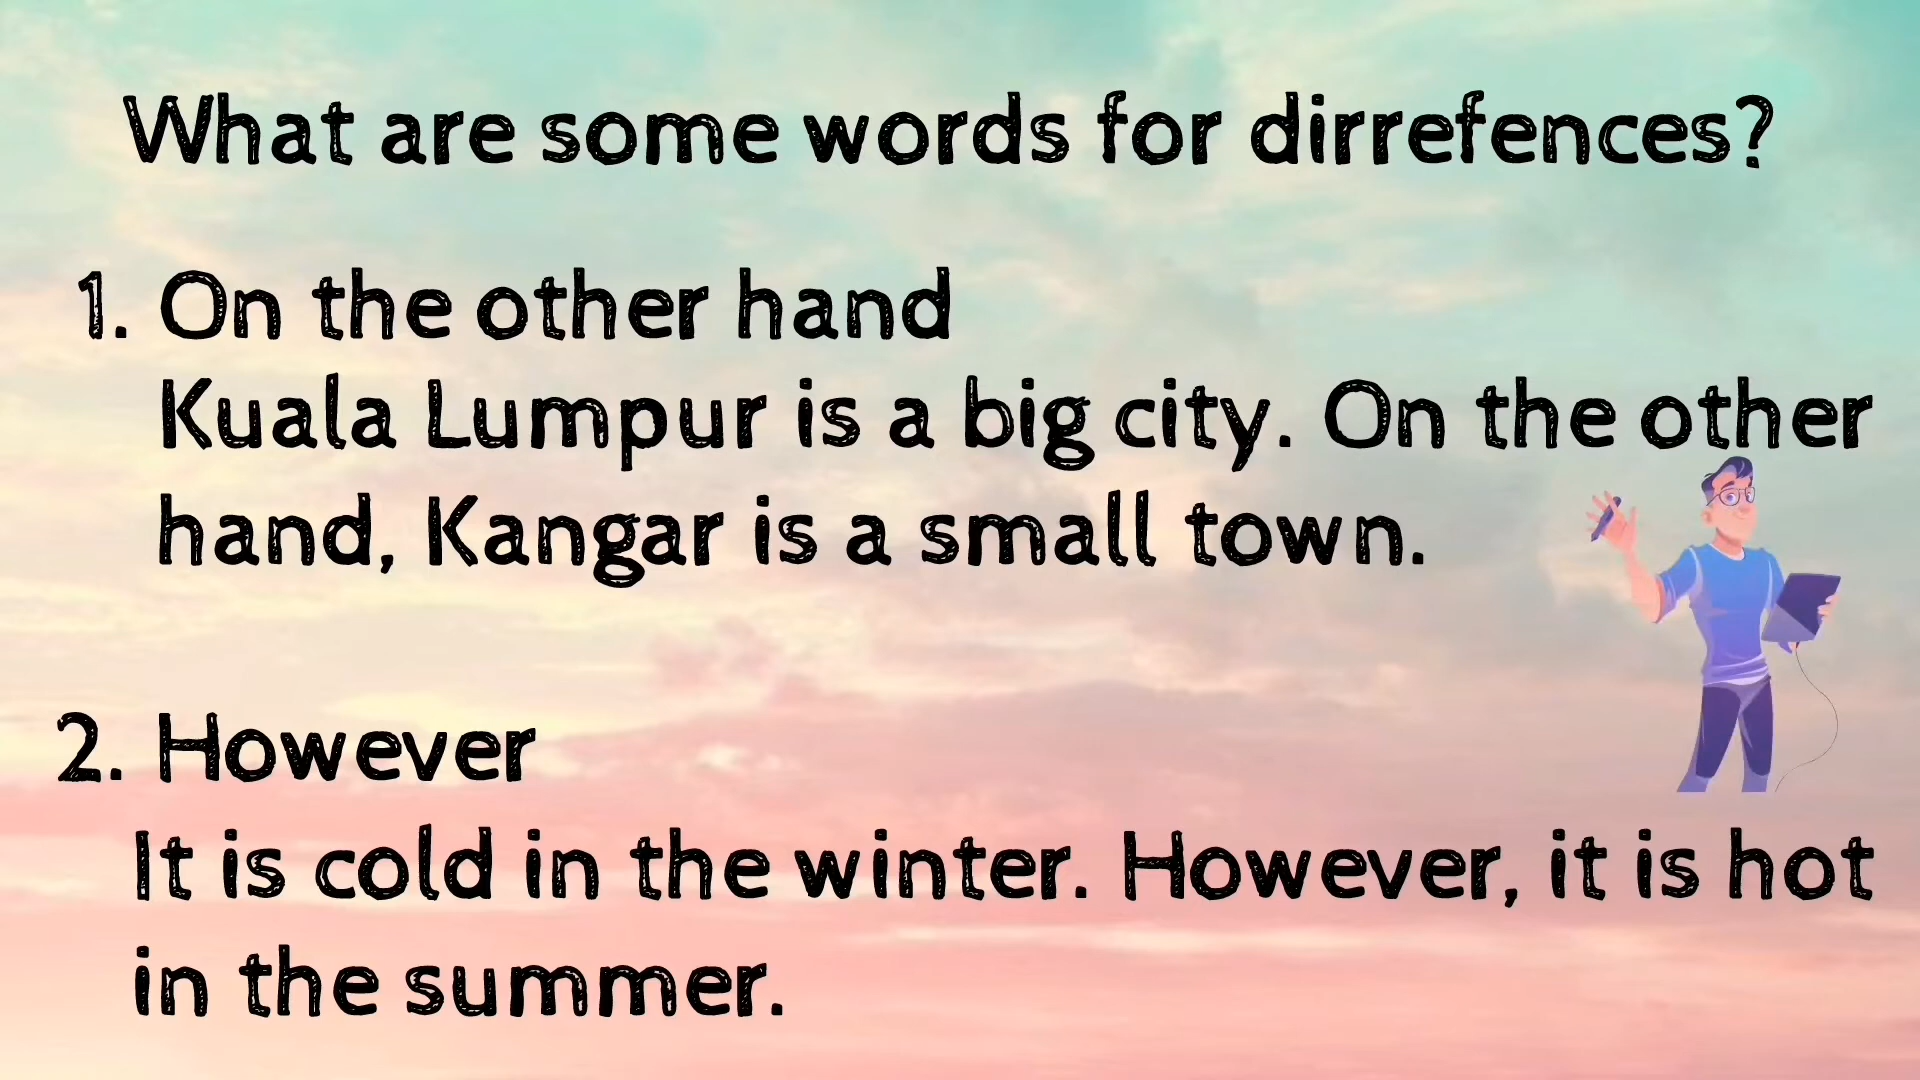 What are some words for dirrefences?
1. On the other hand
Kuala Lumpur is a big city. On the other
hand, Kangar is a small town.
2. However
It is cold in the winter. However, it is hot
in the summer.